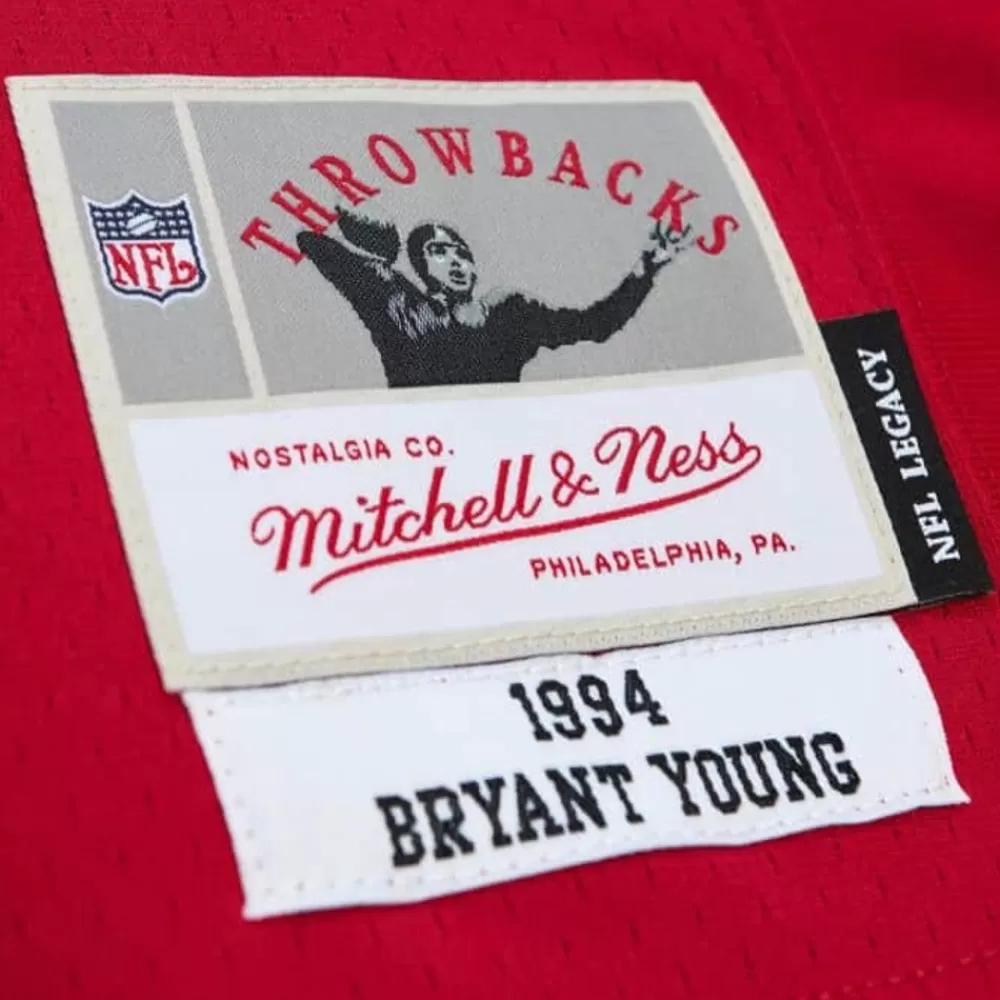 THROWBACKS
NFL
NOSTALGIA CO.
Mitchell & Ness
PHILADELPHIA, PA.
NFL LEGACY
1994
BRYANT YOUNG